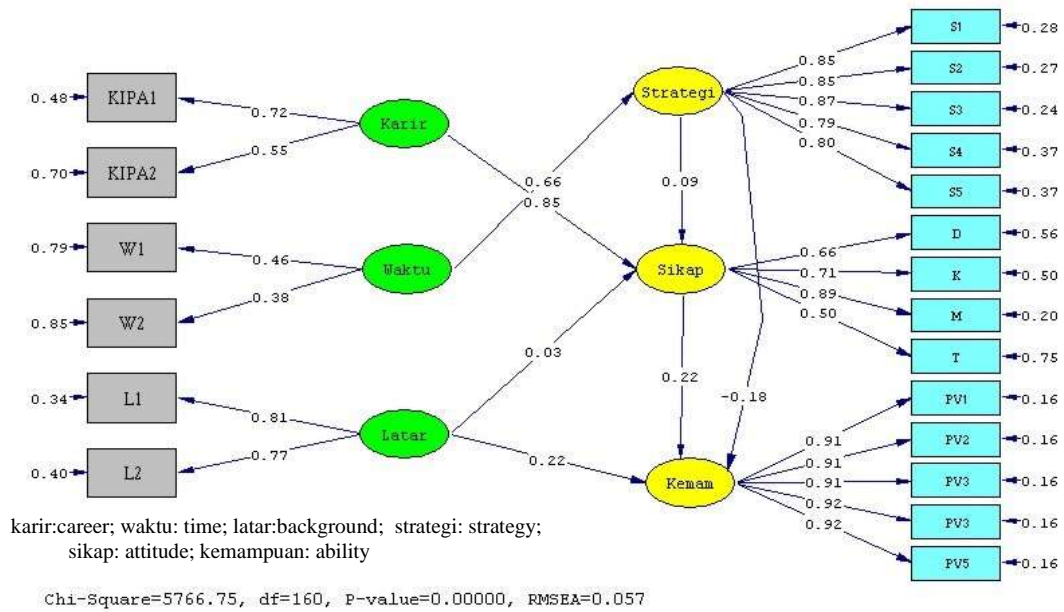 S1
0.28
0.85
S2
0.27
0.85
Strategi
0.87
S3
0.24
0.48
KIPA1
0.72
Karir
0.79
S4
0.37
0.80
0.55
S5
0.37
0.70
KIPA2
0.66
0.09
0.85
D
0.56
0.79
W1
0.66
0.46
Waktu
Sikap
0.71
K
0.50
0.89
0.38
M
0.20
0.50
0.85
W2
0.03
T
0.75
0.22
0.34
L1
0.81
-0.18
PV1
0.16
Latar
0.91
PV2
0.16
0.77
0.91
0.40
L2
0.22
Kemam
0.91
PV3
0.16
0.92
PV3
0.16
0.92
PV5
0.16
karir:career; waktu: time; latar:background; strategi: strategy;
sikap: attitude; kemampuan: ability
Chi-Square=5766.75, df=160, P-value=0.00000, RMSEA=0.057